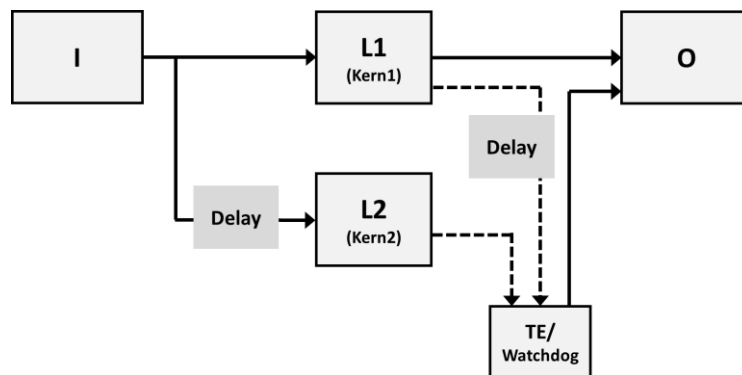 I
L1
(Kern1)
O
Delay
Delay
L2
(Kern2)
TE/
Watchdog